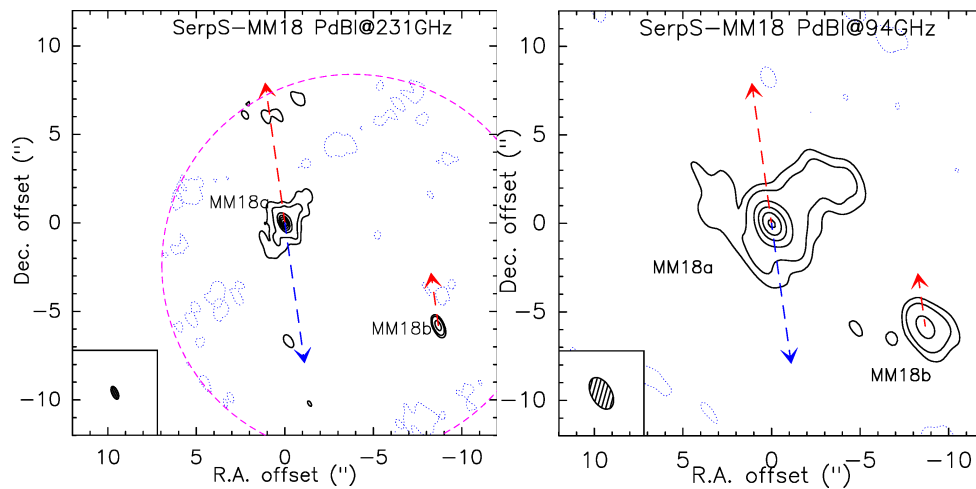 SerpS-MM18 PdBI@231GHz
10
5
0
-5
-10
Dec. offset (")
MM18a
MM18b
10
5
0
-5
-10
R.A. offset (")
SerpS-MM18 PdBI@94GHz
10
5
0
-5
-10
Dec. offset (")
MM18a
MM18b
10
5
0
-5
-10
R.A. offset (")